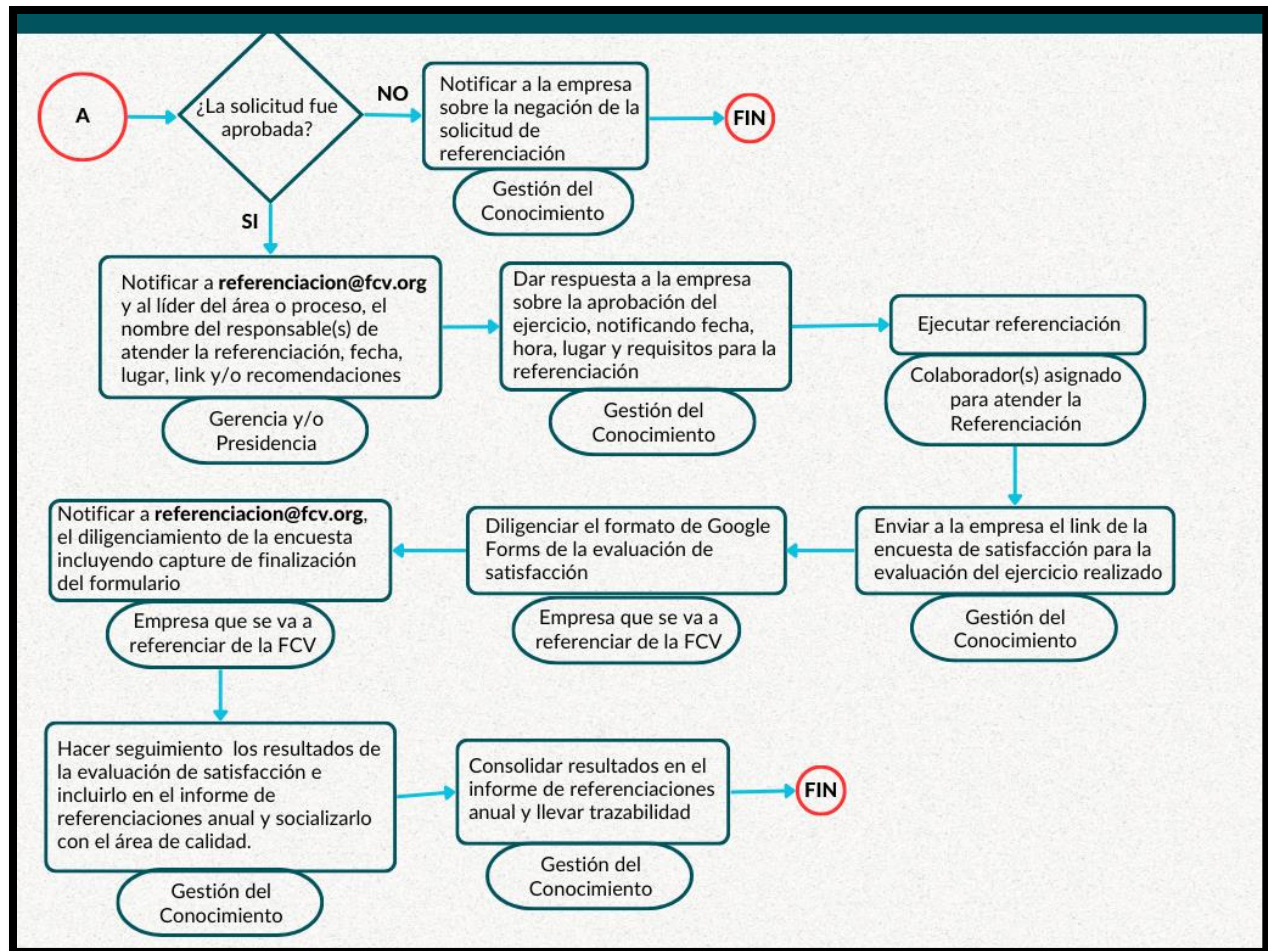 A
¿La solicitud fue
aprobada?
NO
Notificar a la empresa
sobre la negación de la
solicitud de
referenciación
FIN
Gestión del
Conocimiento
SI
Notificar a referenciacion@fcv.org
y al líder del área o proceso, el
nombre del responsable(s) de
atender la referenciación, fecha,
lugar, link y/o recomendaciones
Gerencia y/o
Presidencia
Dar respuesta a la empresa
sobre la aprobación del
ejercicio, notificando fecha,
hora, lugar y requisitos para la
referenciación
Gestión del
Conocimiento
Ejecutar referenciación
Colaborador(s) asignado
para atender la
Referenciación
Enviar a la empresa el link de la
encuesta de satisfacción para la
evaluación del ejercicio realizado
Gestión del
Conocimiento
Diligenciar el formato de Google
Forms de la evaluación de
satisfacción
Empresa que se va a
referenciar de la FCV
Notificar a referenciacion@fcv.org,
el diligenciamiento de la encuesta
incluyendo capture de finalización
del formulario
Empresa que se va a
referenciar de la FCV
Hacer seguimiento  los resultados de
la evaluación de satisfacción e
incluirlo en el informe de
referenciaciones anual y socializarlo
con el área de calidad.
Gestión del
Conocimiento
Consolidar resultados en el
informe de referenciaciones
anual y llevar trazabilidad
Gestión del
Conocimiento
FIN